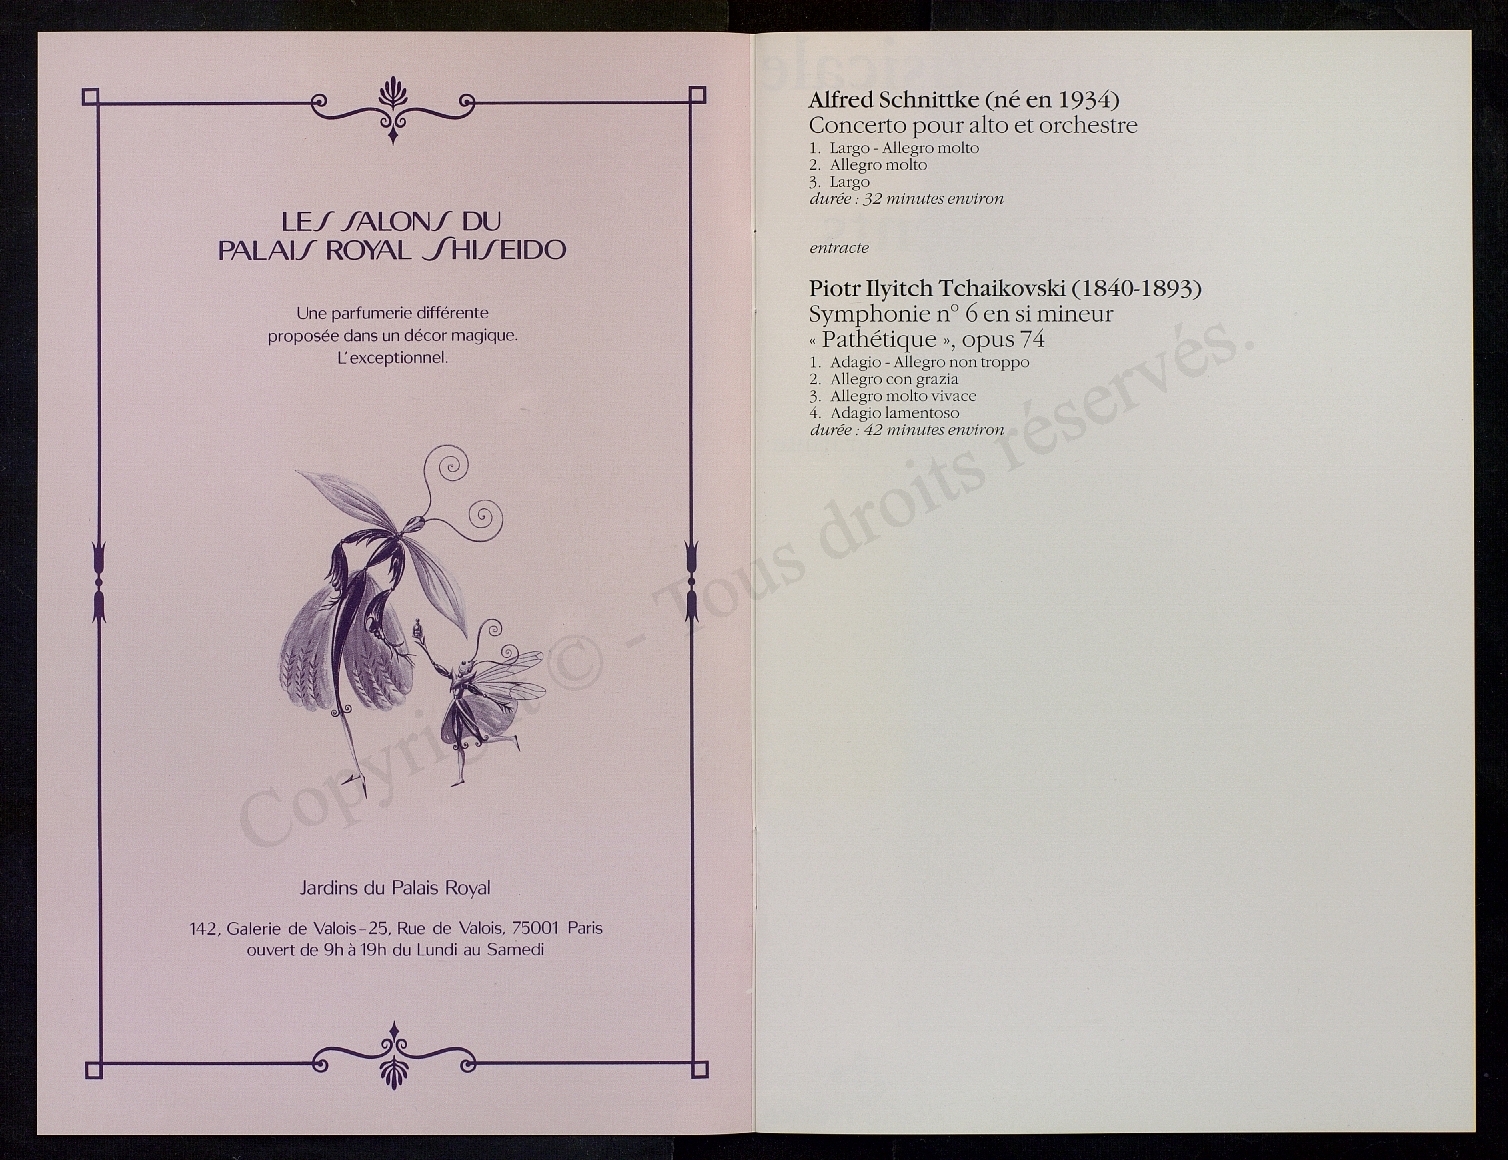 LES SALONS DU
PALAIS ROYAL SHISEIDO
Une parfumerie différente
proposée dans un décor magique.
L'exceptionnel.
Jardins du Palais Royal
142, Galerie de Valois-25, Rue de Valois, 75001 Paris
ouvert de 9h à 19h du Lundi au Samedi
Alfred Schnittke (né en 1934)
Concerto pour alto et orchestre
1. Largo - Allegro molto
2. Allegro molto
3. Largo
durée : 32 minutes environ
entracte
Piotr Ilyitch Tchaikovski (1840-1893)
Symphonie n° 6 en si mineur
« Pathétique », opus 74
1. Adagio - Allegro non troppo
2. Allegro con grazia
3. Allegro molto vivace
4. Adagio lamentoso
durée : 42 minutes environ
Copyright © - Tous droits réservés.